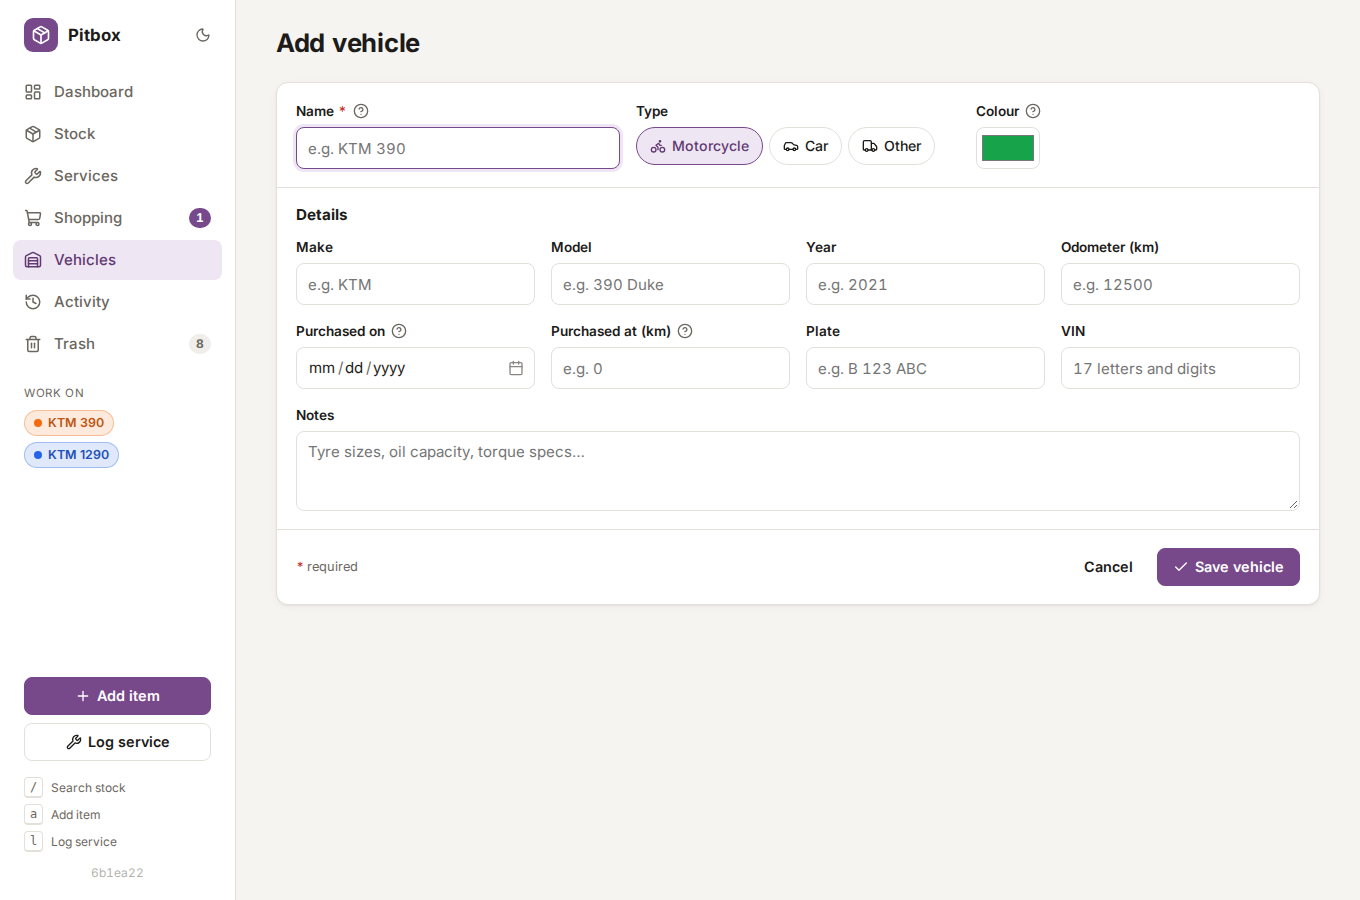 Pitbox
Dashboard
Stock
Services
Shopping 1
Vehicles
Activity
Trash 8
WORK ON
KTM 390
KTM 1290
Add item
Log service
/ Search stock
a Add item
l Log service
6b1ea22
Add vehicle
Name * Type Colour
e.g. KTM 390 Motorcycle Car Other
Details
Make Model Year Odometer (km)
e.g. KTM e.g. 390 Duke e.g. 2021 e.g. 12500
Purchased on Purchased at (km) Plate VIN
mm/dd/yyyy e.g. 0 e.g. B 123 ABC 17 letters and digits
Notes
Tyre sizes, oil capacity, torque specs...
* required Cancel Save vehicle